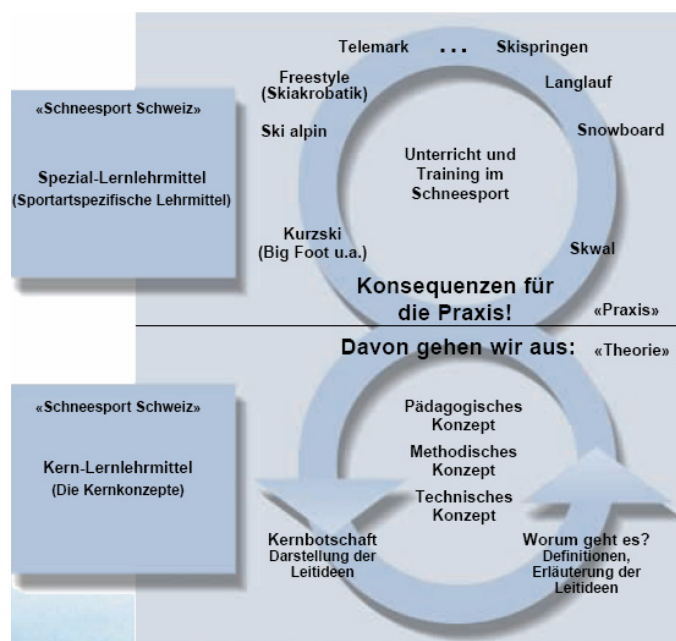 Telemark ... Skispringen
Freestyle
(Skiakrobatik)
Langlauf
«Schneesport Schweiz»
Ski alpin
Snowboard
Unterricht und
Training im
Schneesport
Spezial-Lernlehrmittel
(Sportartspezifische Lehrmittel)
Kurzski
(Big Foot u.a.)
Skwal
Konsequenzen für
die Praxis!
«Praxis»
Davon gehen wir aus:
«Theorie»
«Schneesport Schweiz»
Pädagogisches
Konzept
Methodisches
Konzept
Technisches
Konzept
Kern-Lernlehrmittel
(Die Kernkonzepte)
Kernbotschaft
Darstellung der
Leitideen
Worum geht es?
Definitionen,
Erläuterung der
Leitideen